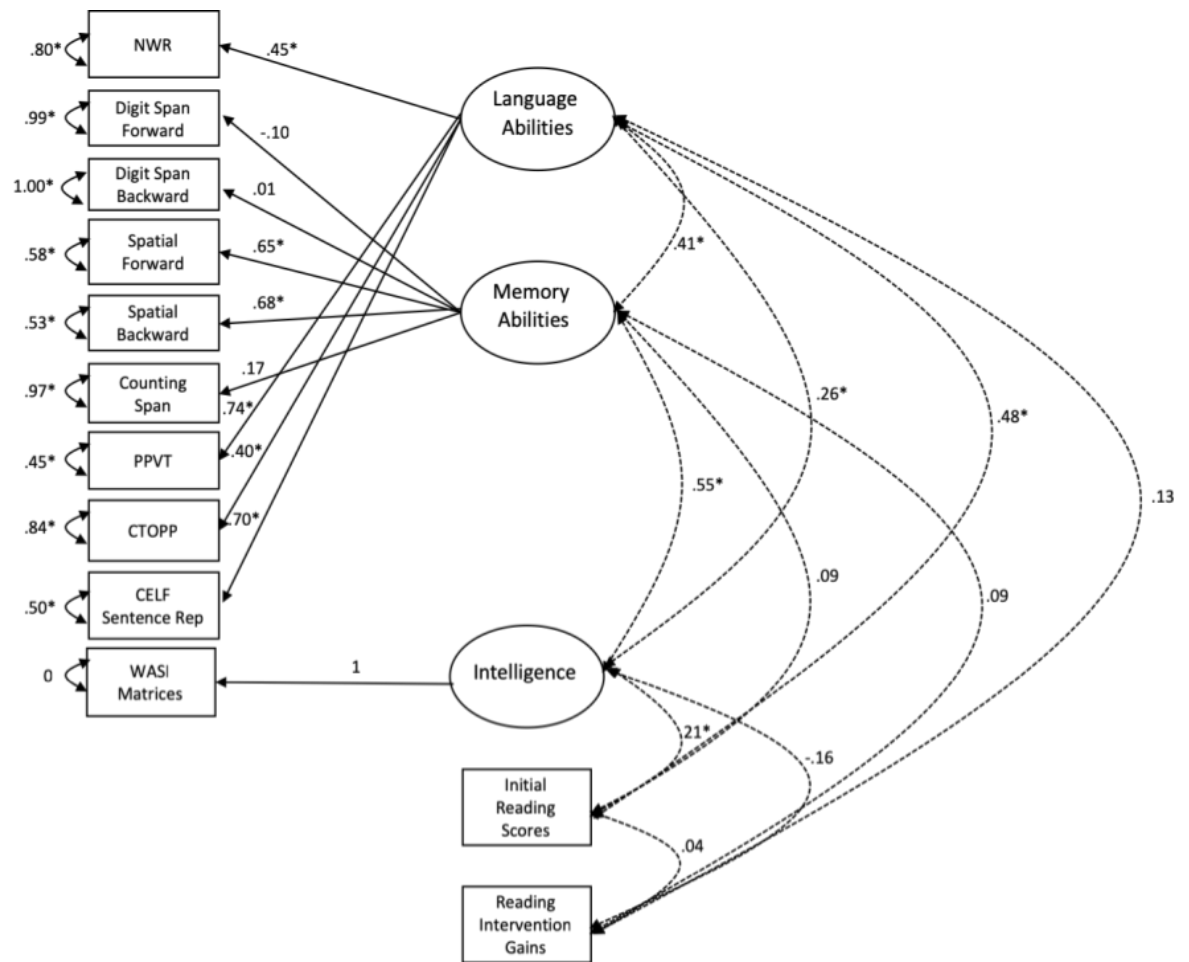 NWR
.80*
.45*
Language
Abilities
Digit Span
Forward
.99*
-.10
Digit Span
Backward
1.00*
.01
Spatial
Forward
.58*
.65*
.41*
Memory
Abilities
Spatial
Backward
.53*
.68*
Counting
Span
.97*
.17
.74*
.26*
.48*
PPVT
.45*
.40*
.55*
.13
CTOPP
.84*
.70*
CELF
Sentence Rep
.50*
.09
.09
WASI
Matrices
0
1
Intelligence
21*
-.16
Initial
Reading
Scores
.04
Reading
Intervention
Gains